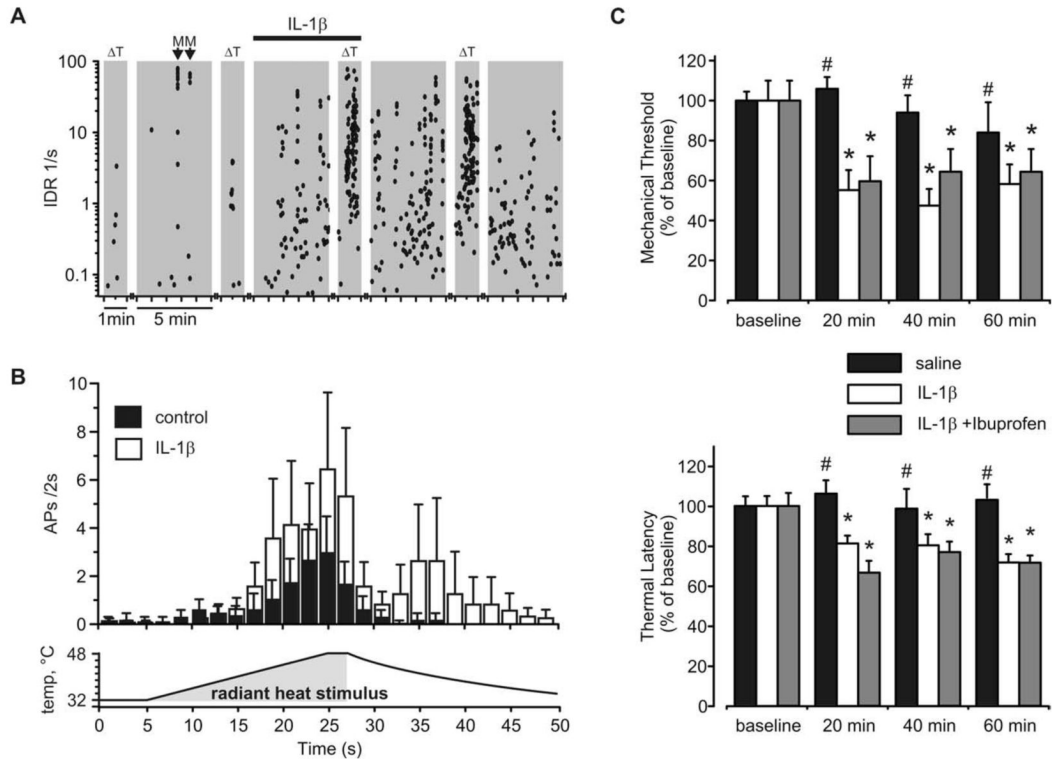 A
IL-1β
ΔT
MM
ΔT
ΔT
ΔT
100
10
1
0.1
IDR 1/s
1min
5 min
B
10
8
6
4
2
0
APs /2s
control
IL-1β
48
32
temp, °C
radiant heat stimulus
0 5 10 15 20 25 30 35 40 45 50
Time (s)
C
120
100
80
60
40
20
0
Mechanical Threshold
(% of baseline)
# # #
* * * * * *
baseline 20 min 40 min 60 min
saline
IL-1β
IL-1β +Ibuprofen
120
100
80
60
40
20
0
Thermal Latency
(% of baseline)
# # #
* * * * * *
baseline 20 min 40 min 60 min